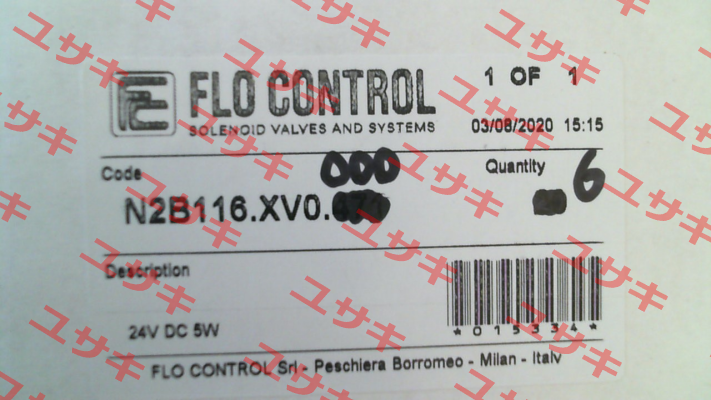 FLO CONTROL
SOLENOID VALVES AND SYSTEMS
1 OF 1
03/08/2020 15:15
Code
000
N2B116.XV0.
Quantity
6
Description
24V DC 5W
*015334*
FLO CONTROL Srl - Peschiera Borromeo - Milan - Italy
ユサキ